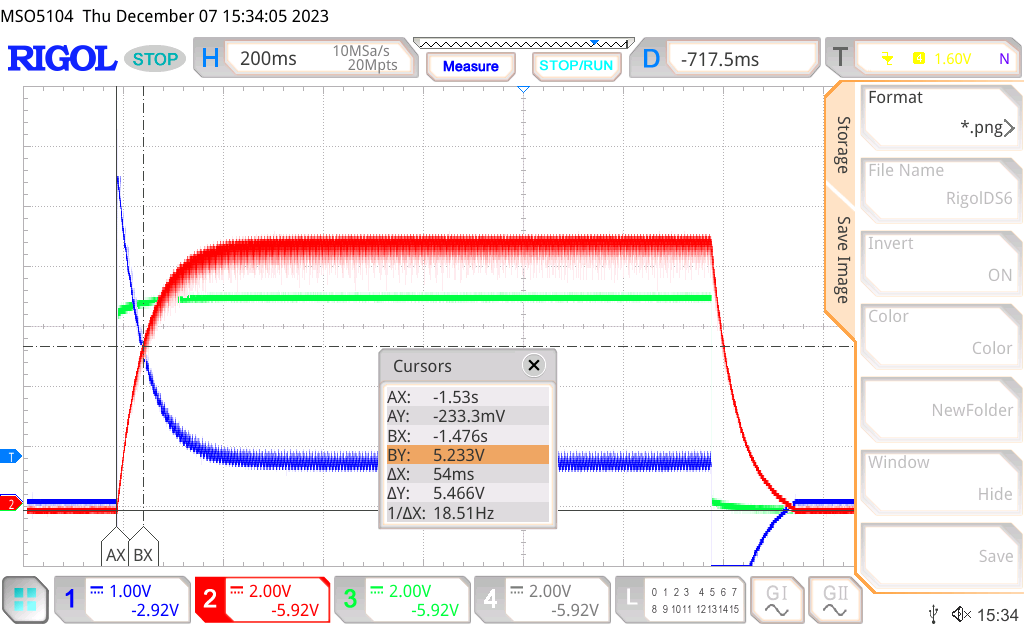 MSO5104 Thu December 07 15:34:05 2023
RIGOL STOP H 200ms 10MSa/s 20Mpts Measure STOP/RUN D -717.5ms T 1 1.60V N
Storage
Save Image
Format
*.png
File Name
RigolDS6
Invert
ON
Color
Color
NewFolder
Window
Hide
Save
T
2
Cursors
AX: -1.53s
AY: -233.3mV
BX: -1.476s
BY: 5.233V
ΔX: 54ms
ΔY: 5.466V
1/ΔX: 18.51Hz
AX BX
1 1.00V -2.92V
2 2.00V -5.92V
3 2.00V -5.92V
4 2.00V -5.92V
L 0 1 2 3 4 5 6 7
8 9 10 11 12 13 14 15
GI GII
15:34